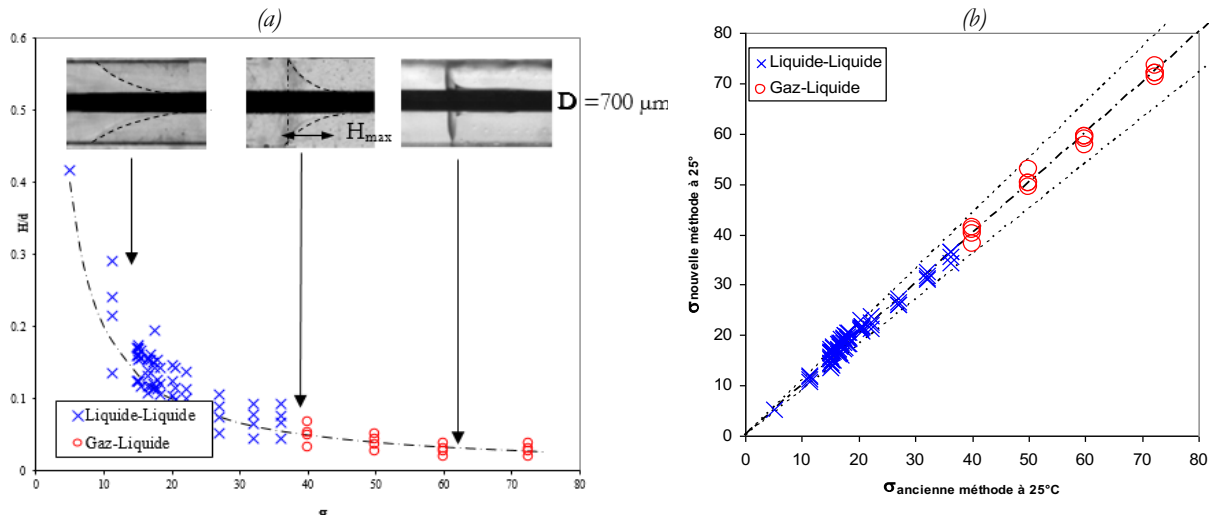 (a)
0.6
0.5
0.4
0.3
0.2
0.1
0
H/d
D = 700 µm
H max
Liquide-Liquide
Gaz-Liquide
0 10 20 30 40 50 60 70 80
(b)
80
70
60
50
40
30
20
10
0
σ nouvelle méthode à 25°
Liquide-Liquide
Gaz-Liquide
0 10 20 30 40 50 60 70 80
σ ancienne méthode à 25°C